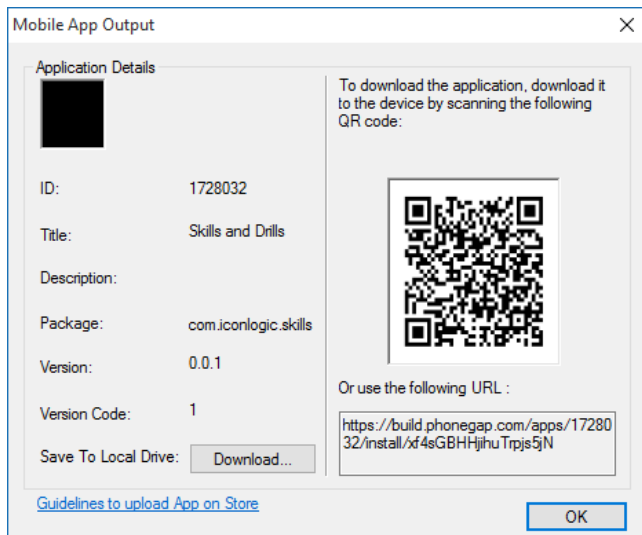 Mobile App Output
Application Details
ID: 1728032
Title: Skills and Drills
Description:
Package: com.iconlogic.skills
Version: 0.0.1
Version Code: 1
Save To Local Drive: Download...
Guidelines to upload App on Store
To download the application, download it
to the device by scanning the following
QR code:
Or use the following URL :
https://build.phonegap.com/apps/17280
32/install/xf4sGBHHjihuTrpjs5jN
OK